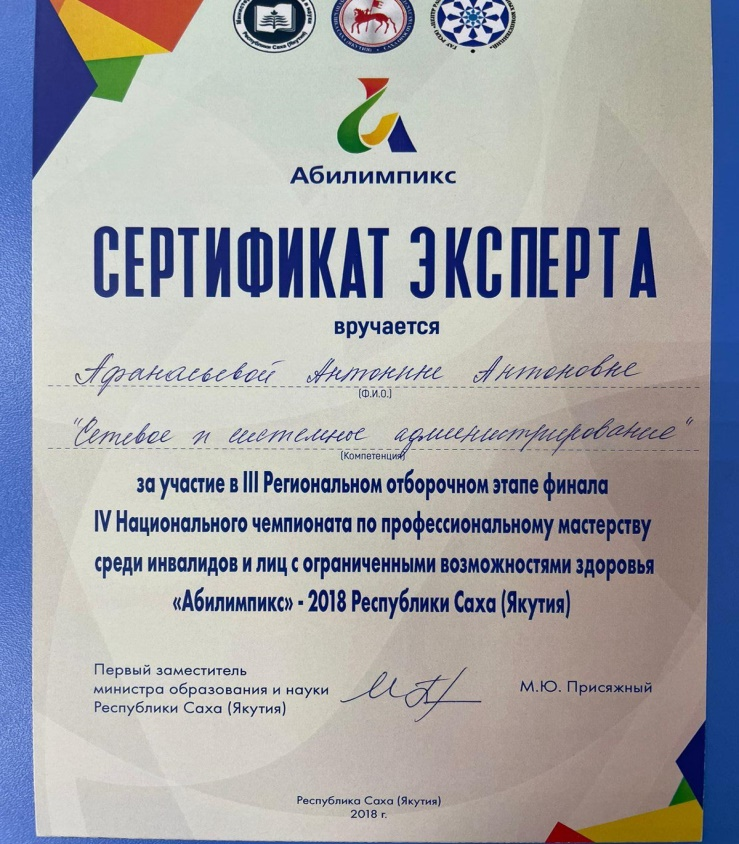 Абилимпикс
СЕРТИФИКАТ ЭКСПЕРТА
вручается
Афанасьевой Антонине Антоновне
(Ф.И.О.)
"Сетевое и системное администрирование"
(Компетенция)
за участие в III Региональном отборочном этапе финала
IV Национального чемпионата по профессиональному мастерству
среди инвалидов и лиц с ограниченными возможностями здоровья
«Абилимпикс» - 2018 Республики Саха (Якутия)
Первый заместитель
министра образования и науки
Республики Саха (Якутия)
М.Ю. Присяжный
Республика Саха (Якутия)
2018 г.